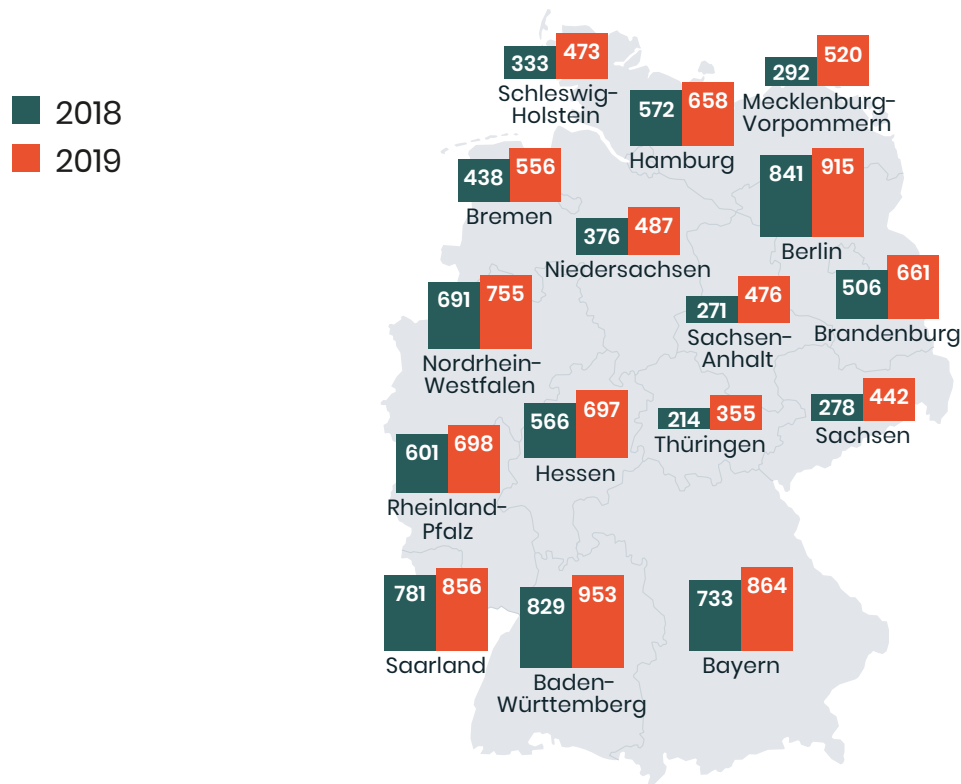 2018
2019
333 473
Schleswig-
Holstein
292 520
Mecklenburg-
Vorpommern
572 658
Hamburg
438 556
Bremen
841 915
Berlin
376 487
Niedersachsen
506 661
Brandenburg
691 755
Nordrhein-
Westfalen
271 476
Sachsen-
Anhalt
278 442
Sachsen
566 697
Hessen
214 355
Thüringen
601 698
Rheinland-
Pfalz
781 856
Saarland
829 953
Baden-
Württemberg
733 864
Bayern